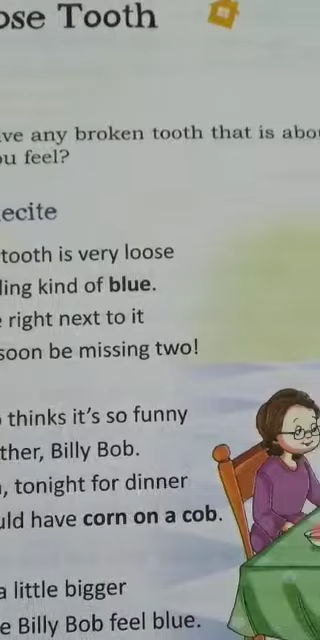 ose Tooth
ve any broken tooth that is abo
ou feel?
ecite
tooth is very loose
ling kind of blue.
right next to it
soon be missing two!
thinks it's so funny
ther, Billy Bob.
, tonight for dinner
uld have corn on a cob.
a little bigger
e Billy Bob feel blue.